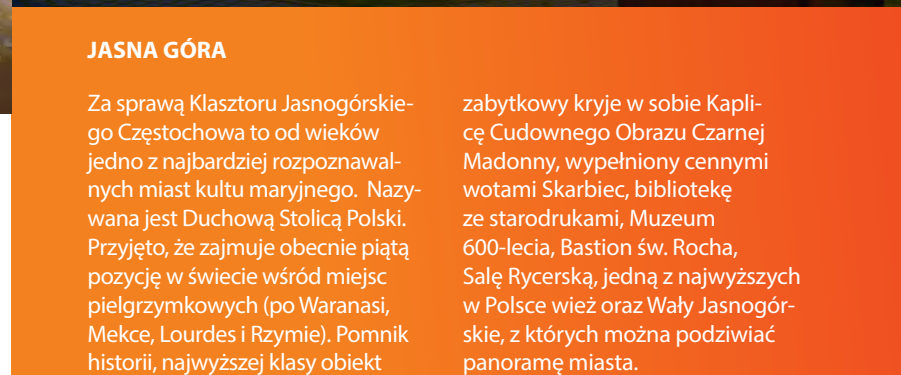 JASNA GÓRA
Za sprawą Klasztoru Jasnogórskie-
go Częstochowa to od wieków
jedno z najbardziej rozpoznawal-
nych miast kultu maryjnego.  Nazy-
wana jest Duchową Stolicą Polski.
Przyjęto, że zajmuje obecnie piątą
pozycję w świecie wśród miejsc
pielgrzymkowych (po Waranasi,
Mekce, Lourdes i Rzymie). Pomnik
historii, najwyższej klasy obiekt
zabytkowy kryje w sobie Kapli-
cę Cudownego Obrazu Czarnej
Madonny, wypełniony cennymi
wotami Skarbiec, bibliotekę
ze starodrukami, Muzeum
600-lecia, Bastion św. Rocha,
Salę Rycerską, jedną z najwyższych
w Polsce wież oraz Wały Jasnogór-
skie, z których można podziwiać
panoramę miasta.